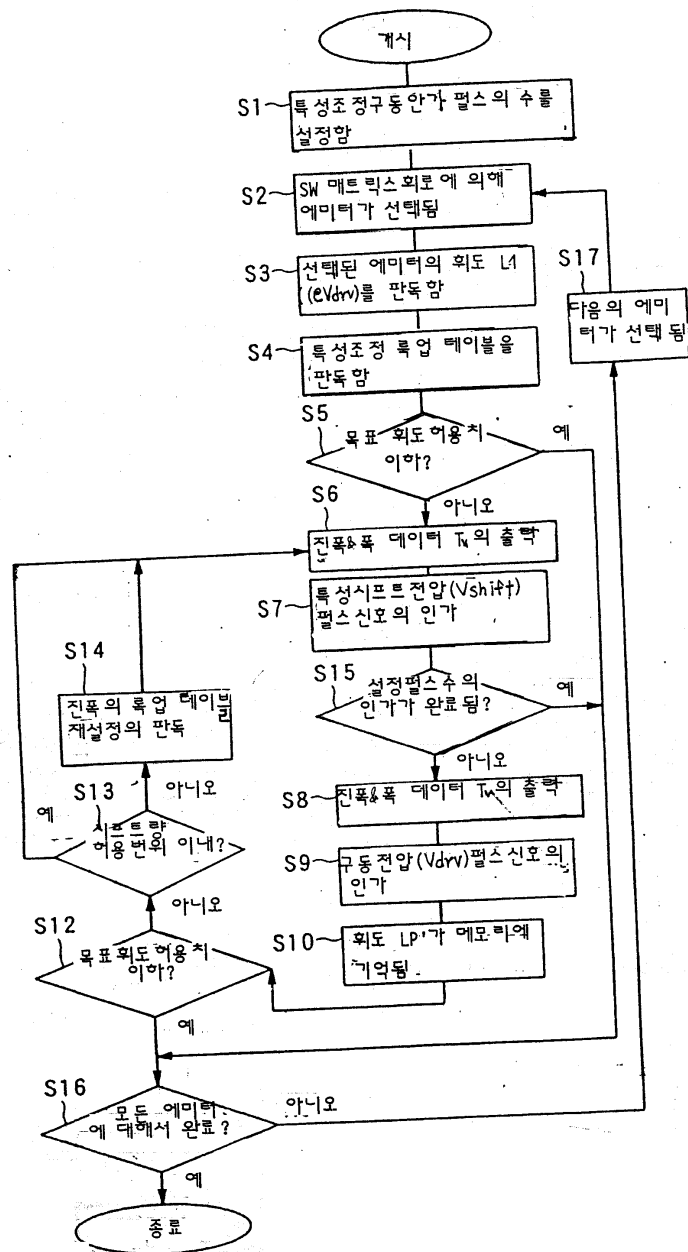 개시
S1
특성조정구동안가 펄스의 수를
설정함
S2
SW 매트릭스회로에 의해
에미터가 선택됨
S3
선택된 에미터의 휘도 L1
(@Vdrv)를 판독함
S17
다음의 에미
터가 선택됨
S4
특성조정 룩업 테이블을
판독함
S5
목표 휘도허용치
이하?
예
아니오
S6
진폭&폭 데이터 의 출력
S7
특성시프트전압(Vshift)
펄스신호의 인가
S14
진폭의 룩업 테이블
재설정의 판독
S15
설정펄스수의
인가가 완료됨?
예
아니오
S13
시프트량
허용범위 이내?
예
아니오
S8
진폭&폭 데이터 의 출력
S9
구동전압(Vdrv)펄스신호의
인가
S12
목표휘도허용치
이하?
아니오
예
S10
휘도 LP'가 메모리에
기억됨
S16
모든 에미터
에 대해서 완료?
아니오
예
종료